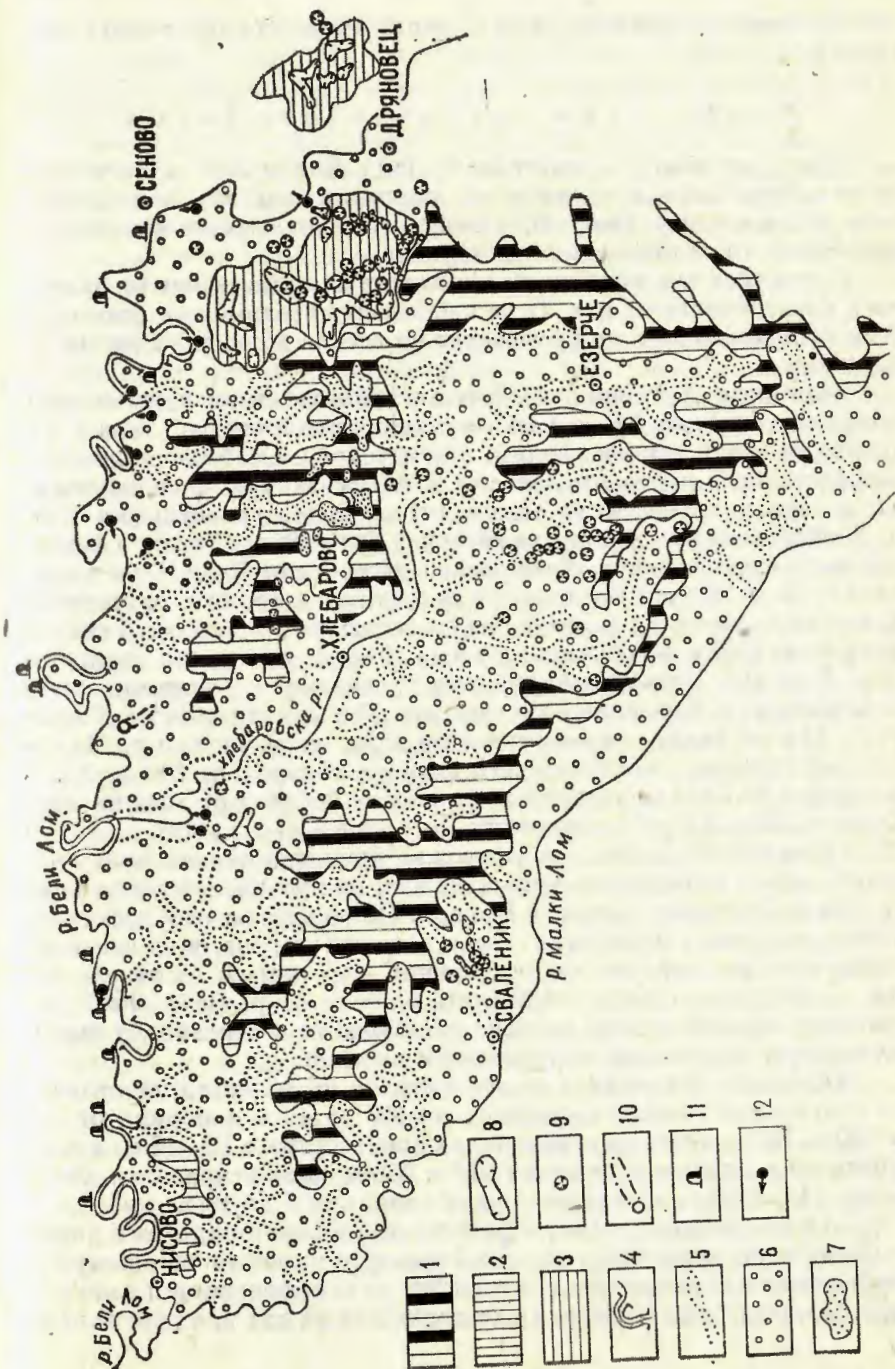 СЕНОВО
ДРЯНОВЕЦ
ЕЗЕРЧЕ
ХЛЕБАРОВО
хлебаровска р.
р. Бели Лом
СВАЛЕНИК
р. Малки Лом
НИСОВО
р. Бели Лом
1
2
3
4
5
6
7
8
9
10
11
12